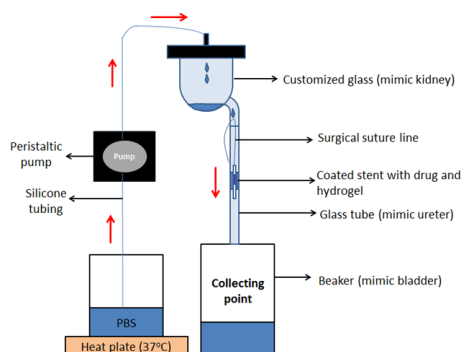 Customized glass (mimic kidney)
Surgical suture line
Peristaltic
pump
Pump
Coated stent with drug and
hydrogel
Silicone
tubing
Glass tube (mimic ureter)
Collecting
point
Beaker (mimic bladder)
PBS
Heat plate (37ºC)